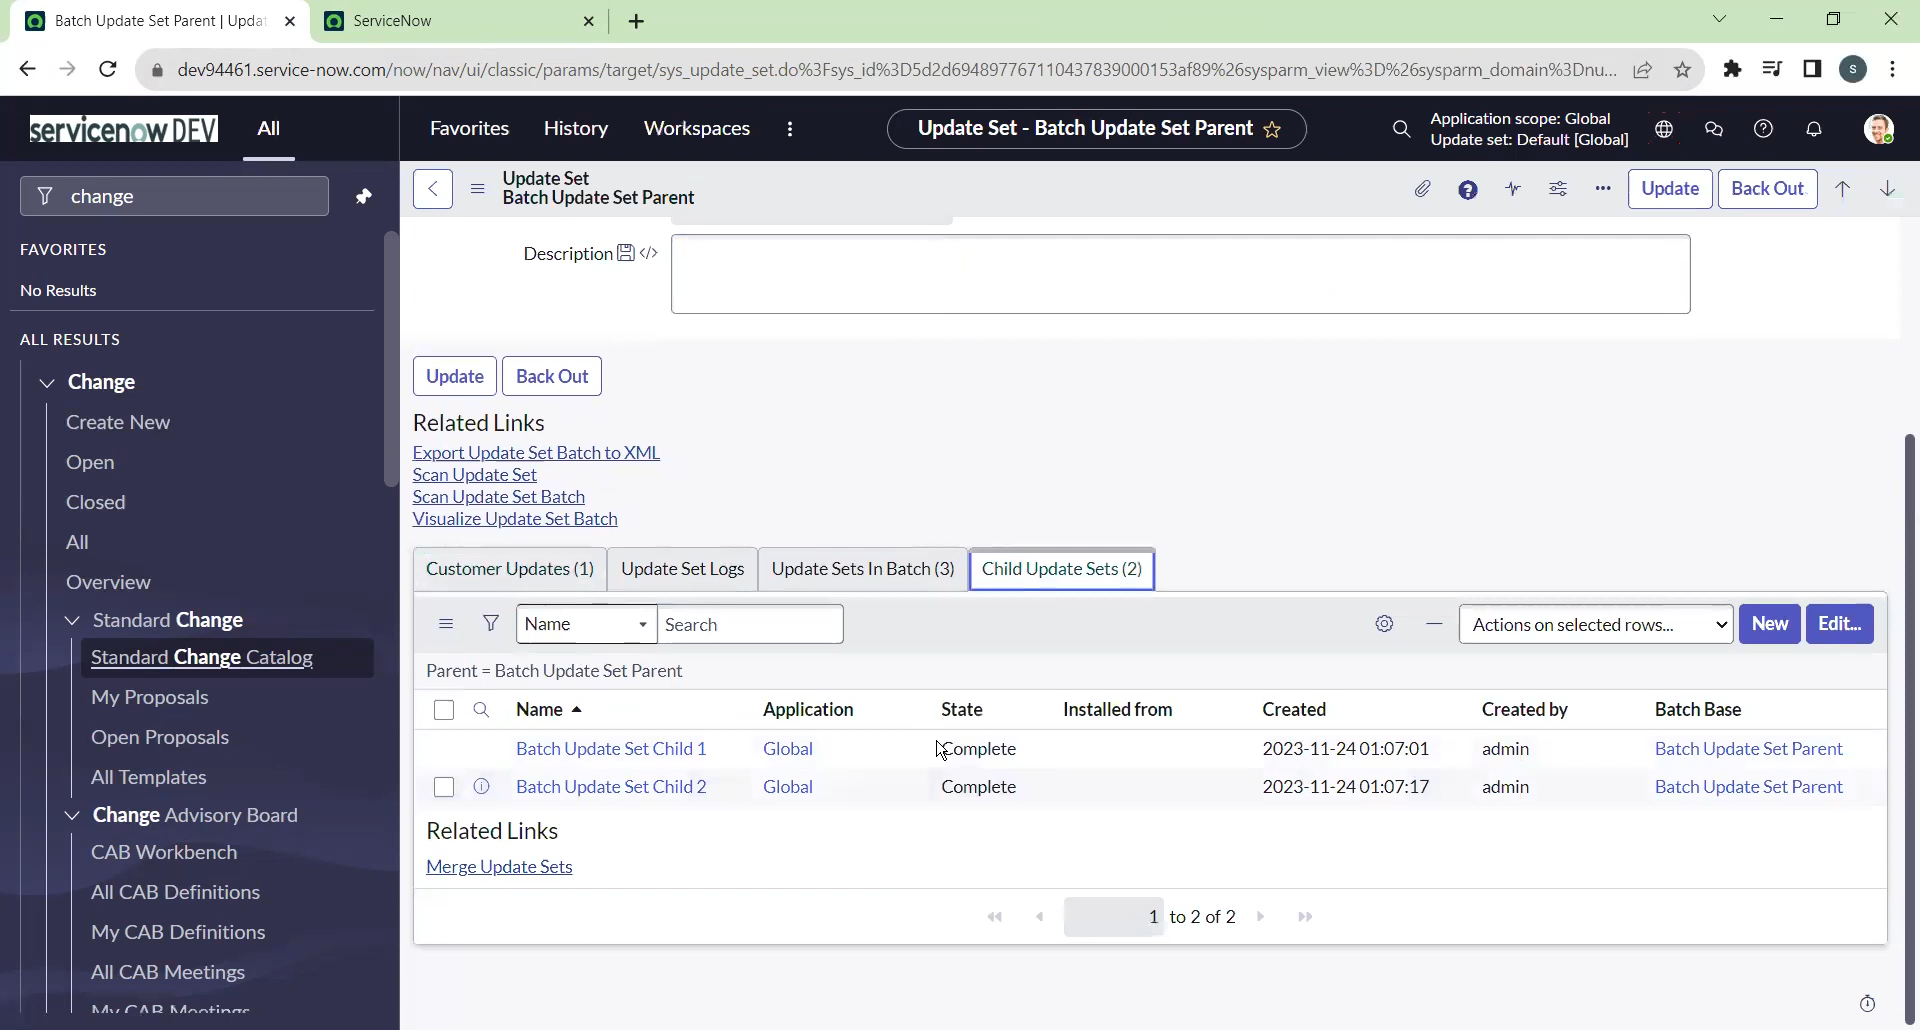 Batch Update Set Parent | Updat
ServiceNow
dev94461.service-now.com/now/nav/ui/classic/params/target/sys_update_set.do%3Fsys_id%3D5d2d694897767110437839000153af89%26sysparm_view%3D%26sysparm_domain%3Dnu...
S
servicenow DEV
All
Favorites
History
Workspaces
Update Set - Batch Update Set Parent
Application scope: Global
Update set: Default [Global]
change
FAVORITES
No Results
ALL RESULTS
Change
Create New
Open
Closed
All
Overview
Standard Change
Standard Change Catalog
My Proposals
Open Proposals
All Templates
Change Advisory Board
CAB Workbench
All CAB Definitions
My CAB Definitions
All CAB Meetings
My CAB Meetings
Update Set
Batch Update Set Parent
Update
Back Out
Description
Update
Back Out
Related Links
Export Update Set Batch to XML
Scan Update Set
Scan Update Set Batch
Visualize Update Set Batch
Customer Updates (1)
Update Set Logs
Update Sets In Batch (3)
Child Update Sets (2)
Name
Search
Actions on selected rows...
New
Edit...
Parent = Batch Update Set Parent
Name Application State Installed from Created Created by Batch Base
Batch Update Set Child 1 Global Complete 2023-11-24 01:07:01 admin Batch Update Set Parent
Batch Update Set Child 2 Global Complete 2023-11-24 01:07:17 admin Batch Update Set Parent
Related Links
Merge Update Sets
1 to 2 of 2